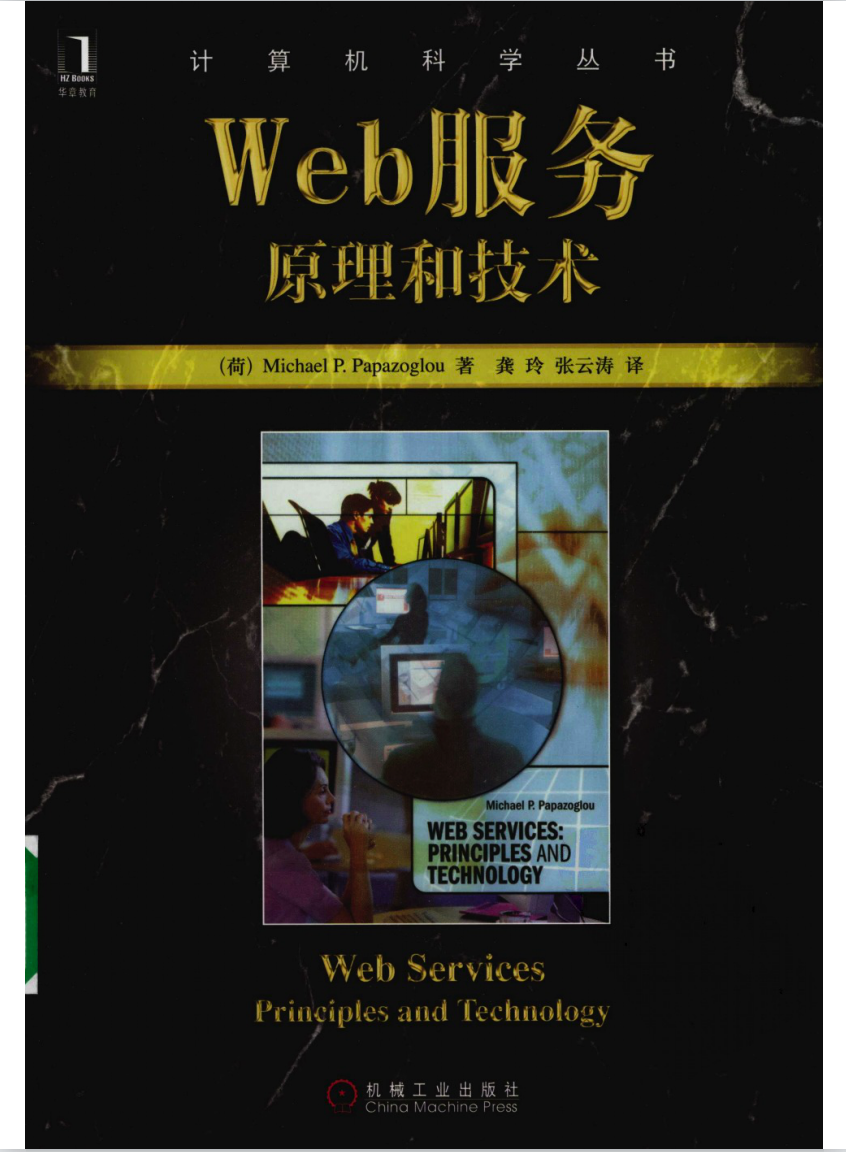 HZ BOOKS
华章教育
计算机科学丛书
Web服务
原理和技术
（荷）Michael P. Papazoglou 著 龚 玲 张云涛 译
Michael P. Papazoglou
WEB SERVICES:
PRINCIPLES AND
TECHNOLOGY
Web Services
Principles and Technology
机械工业出版社
China Machine Press